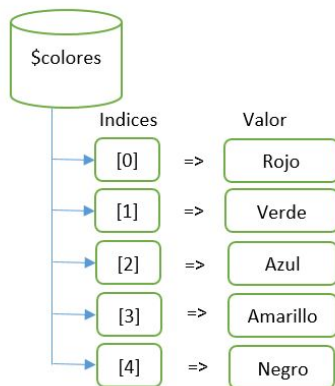 $colores
Indices Valor
[0] => Rojo
[1] => Verde
[2] => Azul
[3] => Amarillo
[4] => Negro